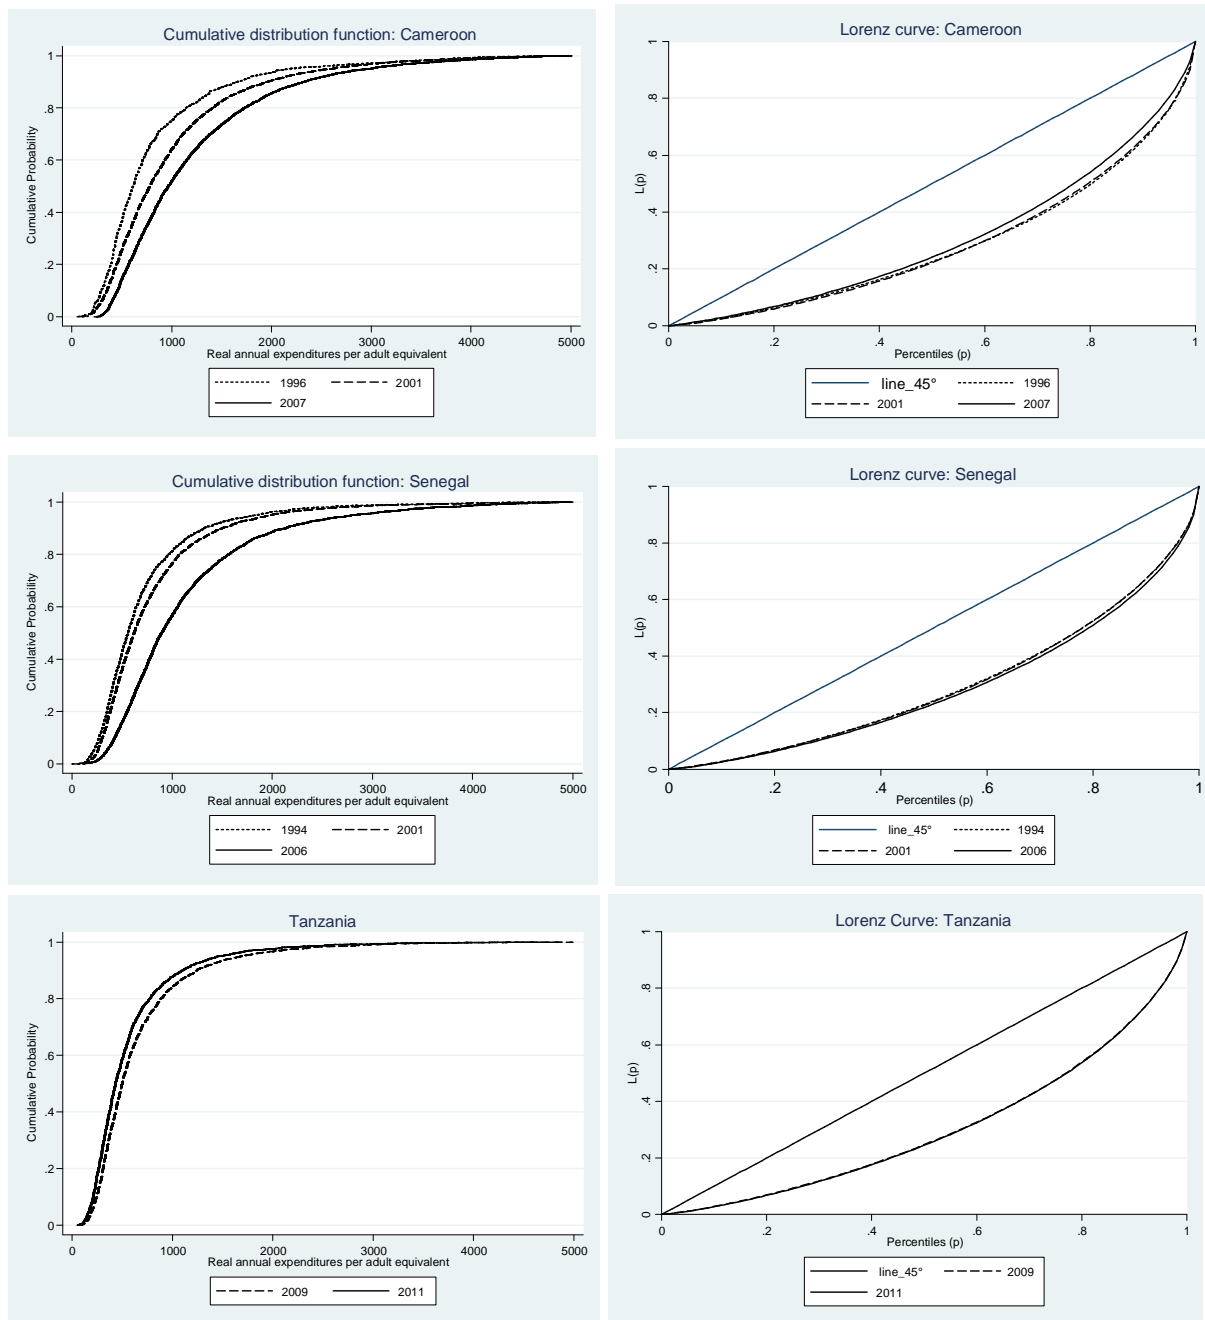 Cumulative distribution function: Cameroon
Cumulative Probability
1
.8
.6
.4
.2
0
0 1000 2000 3000 4000 5000
Real annual expenditures per adult equivalent
1996 2001
2007
Lorenz curve: Cameroon
L(p)
1
.8
.6
.4
.2
0
0 .2 .4 .6 .8 1
Percentiles (p)
line_45° 1996
2001 2007
Cumulative distribution function: Senegal
Cumulative Probability
1
.8
.6
.4
.2
0
0 1000 2000 3000 4000 5000
Real annual expenditures per adult equivalent
1994 2001
2006
Lorenz curve: Senegal
L(p)
1
.8
.6
.4
.2
0
0 .2 .4 .6 .8 1
Percentiles (p)
line_45° 1994
2001 2006
Tanzania
Cumulative Probability
1
.8
.6
.4
.2
0
0 1000 2000 3000 4000 5000
Real annual expenditures per adult equivalent
2009 2011
Lorenz Curve: Tanzania
L(p)
1
.8
.6
.4
.2
0
0 .2 .4 .6 .8 1
Percentiles (p)
line_45° 2009
2011